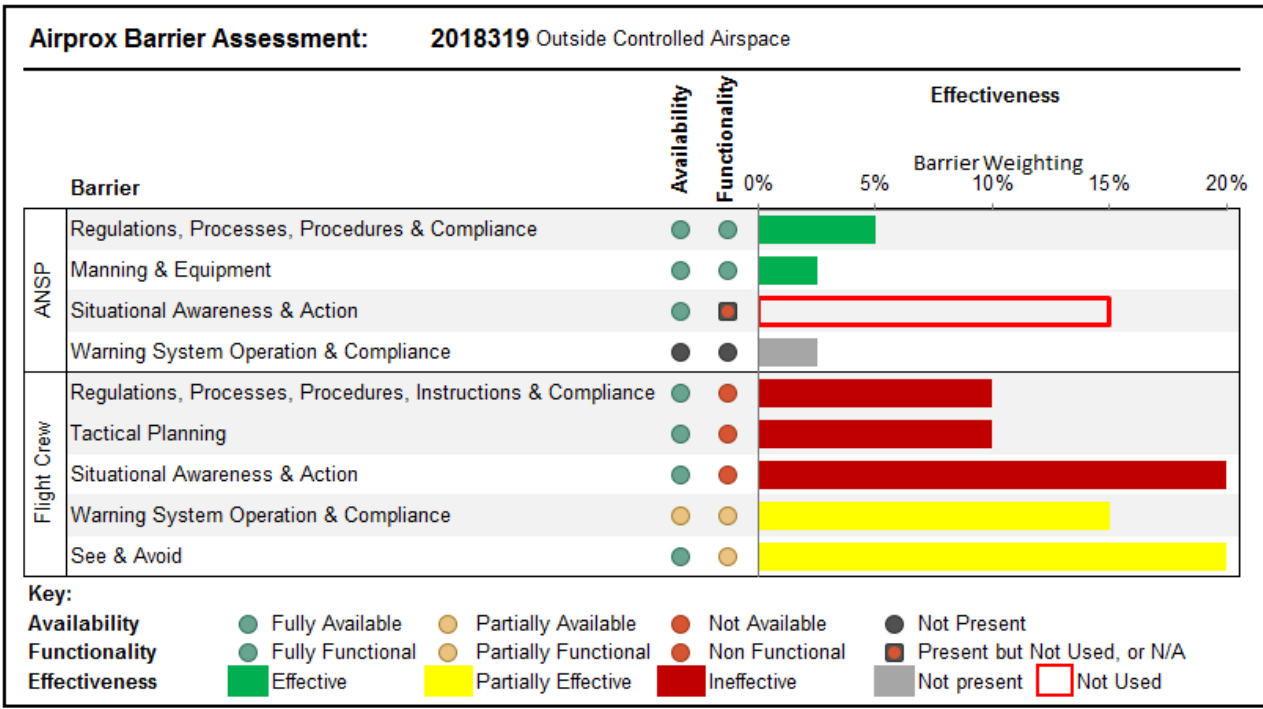 Airprox Barrier Assessment: 2018319 Outside Controlled Airspace
Availability
Functionality
Effectiveness
Barrier Weighting
Barrier
0% 5% 10% 15% 20%
ANSP
Regulations, Processes, Procedures & Compliance
Manning & Equipment
Situational Awareness & Action
Warning System Operation & Compliance
Flight Crew
Regulations, Processes, Procedures, Instructions & Compliance
Tactical Planning
Situational Awareness & Action
Warning System Operation & Compliance
See & Avoid
Key:
Availability Fully Available Partially Available Not Available Not Present
Functionality Fully Functional Partially Functional Non Functional Present but Not Used, or N/A
Effectiveness Effective Partially Effective Ineffective Not present Not Used